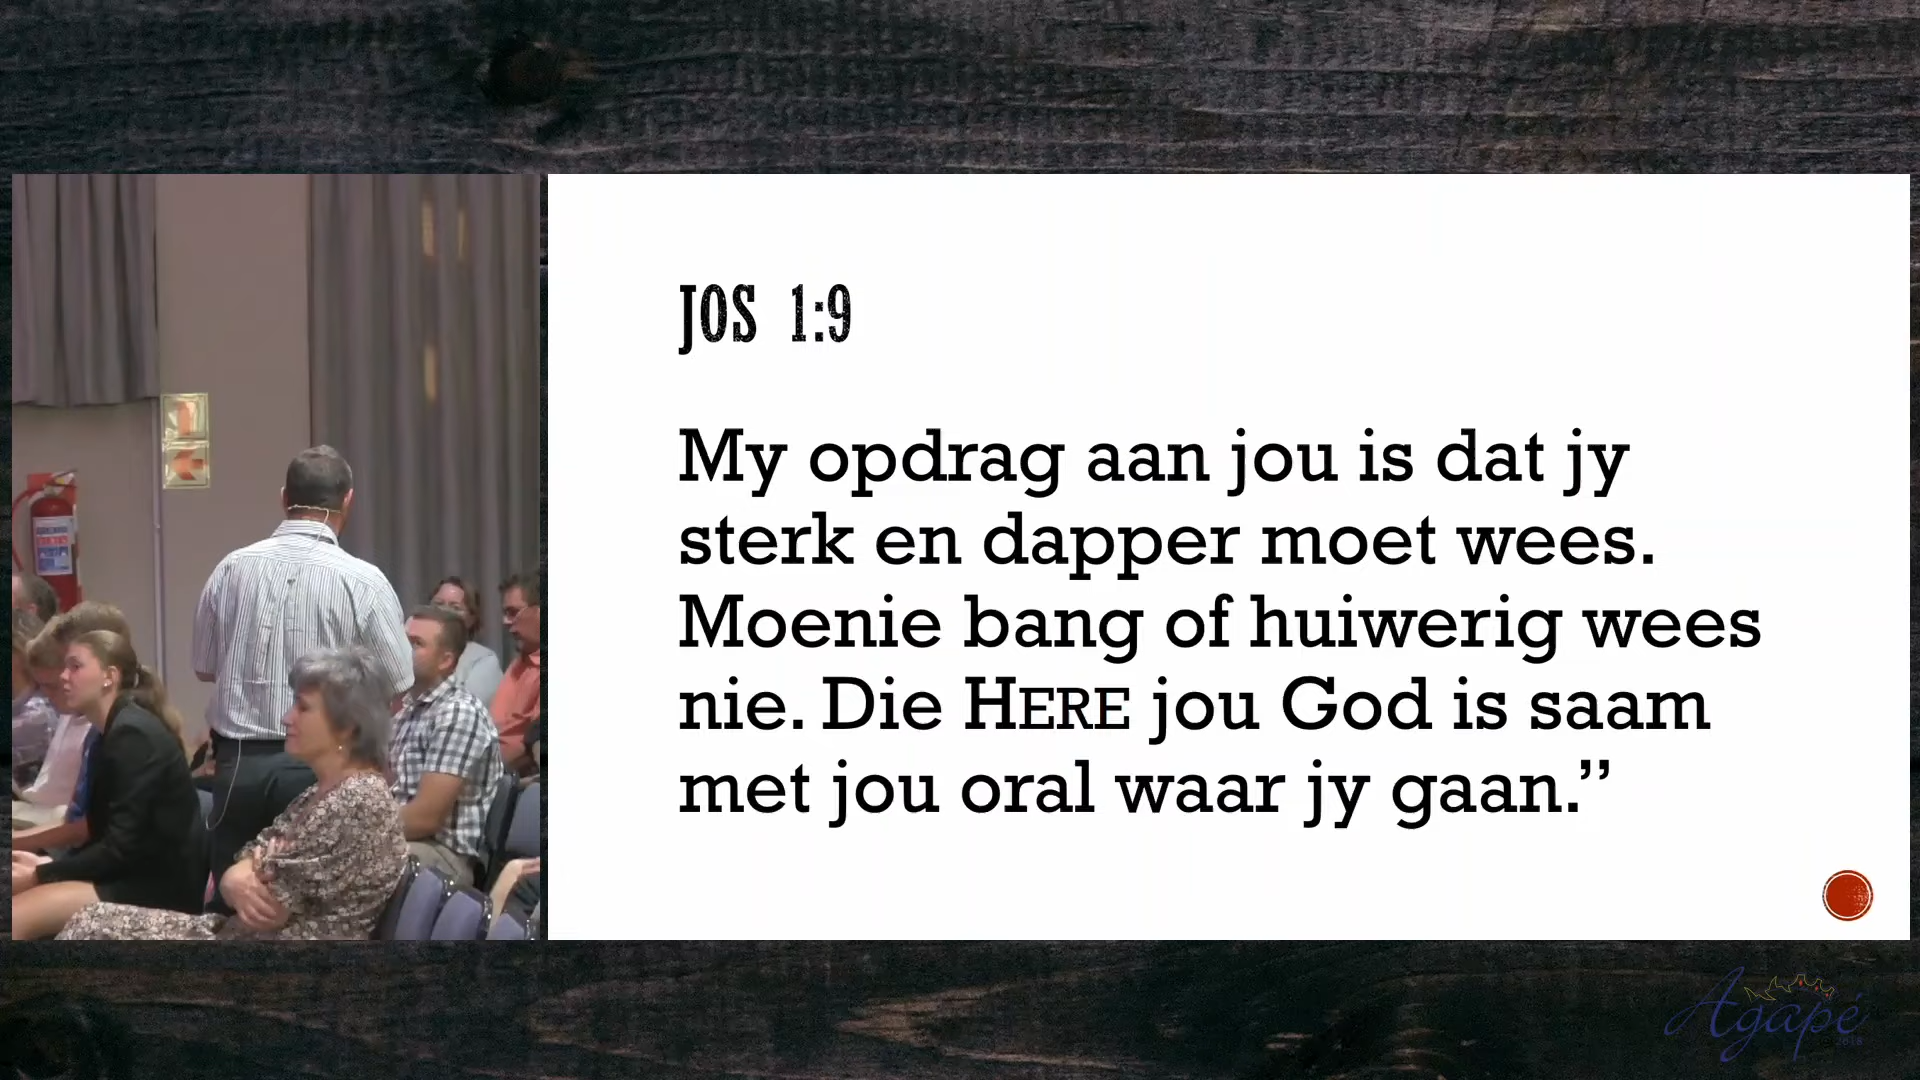 JOS 1:9
My opdrag aan jou is dat jy
sterk en dapper moet wees.
Moenie bang of huiwerig wees
nie. Die HERE jou God is saam
met jou oral waar jy gaan.”
Agapé
2018